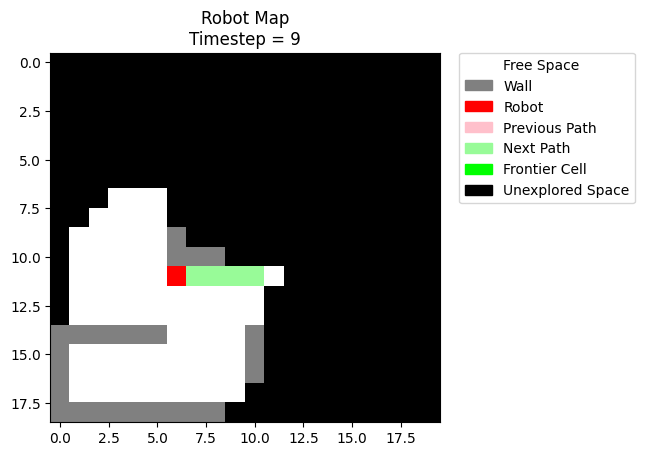 Robot Map
Timestep = 9
0.0
2.5
5.0
7.5
10.0
12.5
15.0
17.5
0.0
2.5
5.0
7.5
10.0
12.5
15.0
17.5
Free Space
Wall
Robot
Previous Path
Next Path
Frontier Cell
Unexplored Space